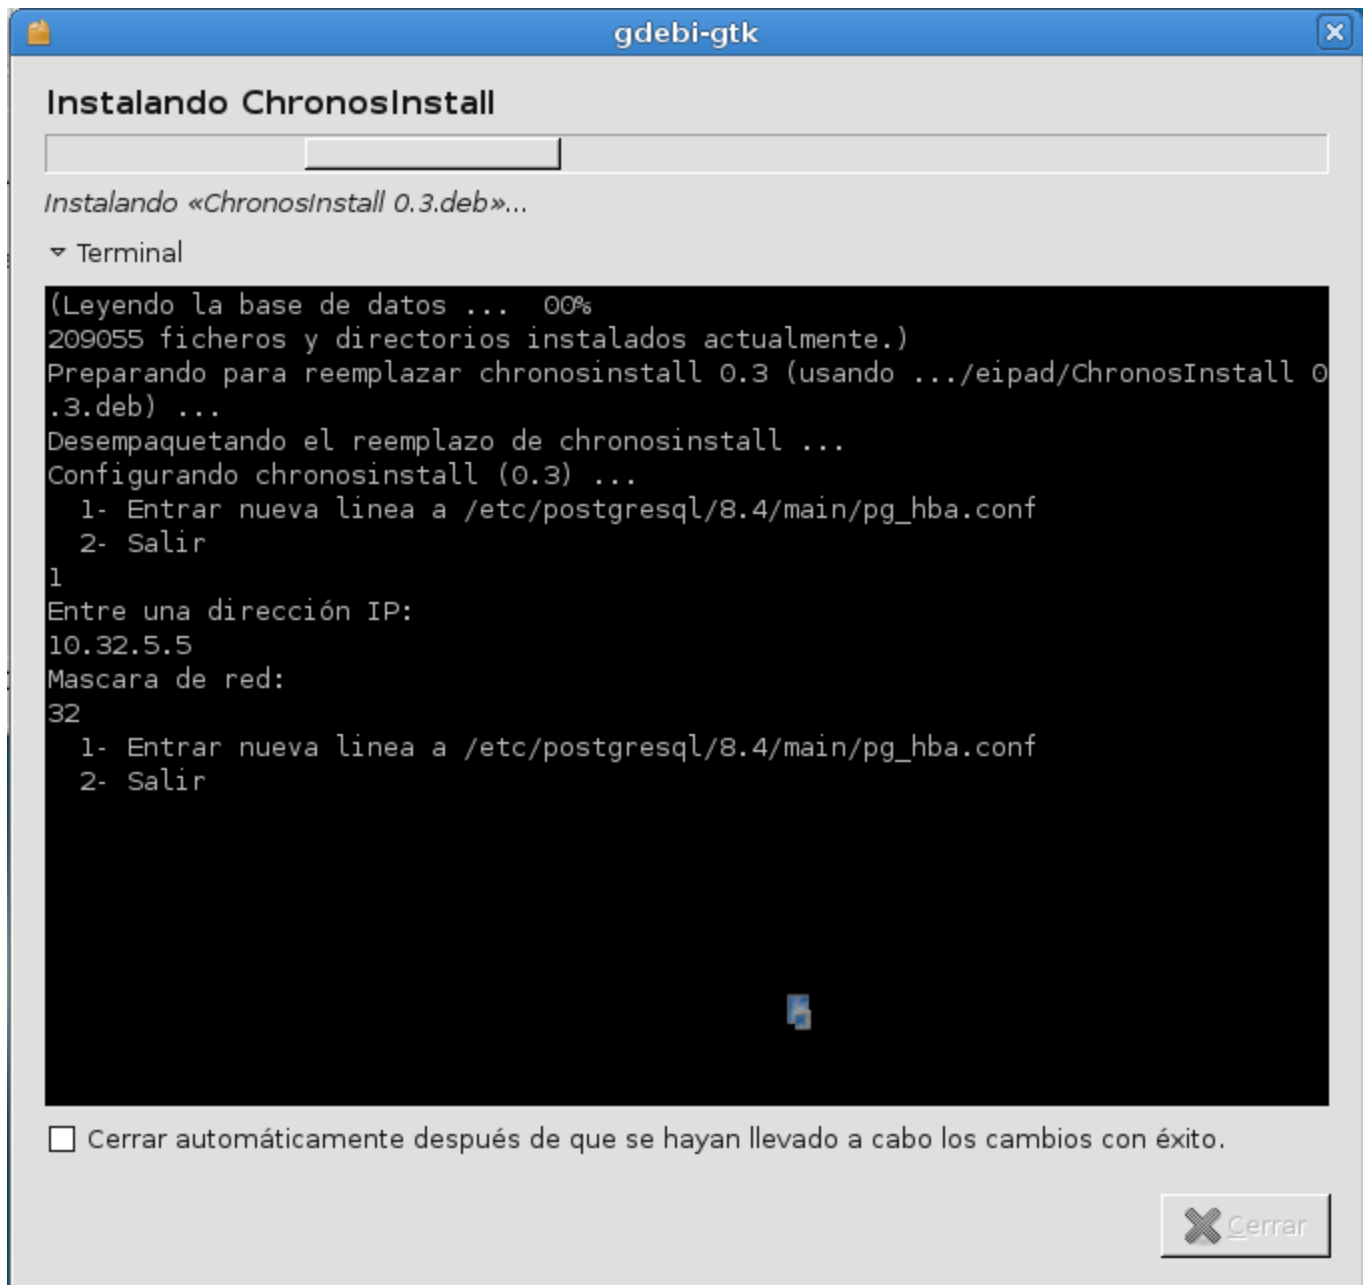 gdebi-gtk
Instalando ChronosInstall
Instalando «ChronosInstall 0.3.deb»...
Terminal
(Leyendo la base de datos ...  00%
209055 ficheros y directorios instalados actualmente.)
Preparando para reemplazar chronosinstall 0.3 (usando .../eipad/ChronosInstall 0
.3.deb) ...
Desempaquetando el reemplazo de chronosinstall ...
Configurando chronosinstall (0.3) ...
  1- Entrar nueva linea a /etc/postgresql/8.4/main/pg_hba.conf
  2- Salir
1
Entre una dirección IP:
10.32.5.5
Mascara de red:
32
  1- Entrar nueva linea a /etc/postgresql/8.4/main/pg_hba.conf
  2- Salir
Cerrar automáticamente después de que se hayan llevado a cabo los cambios con éxito.
Cerrar